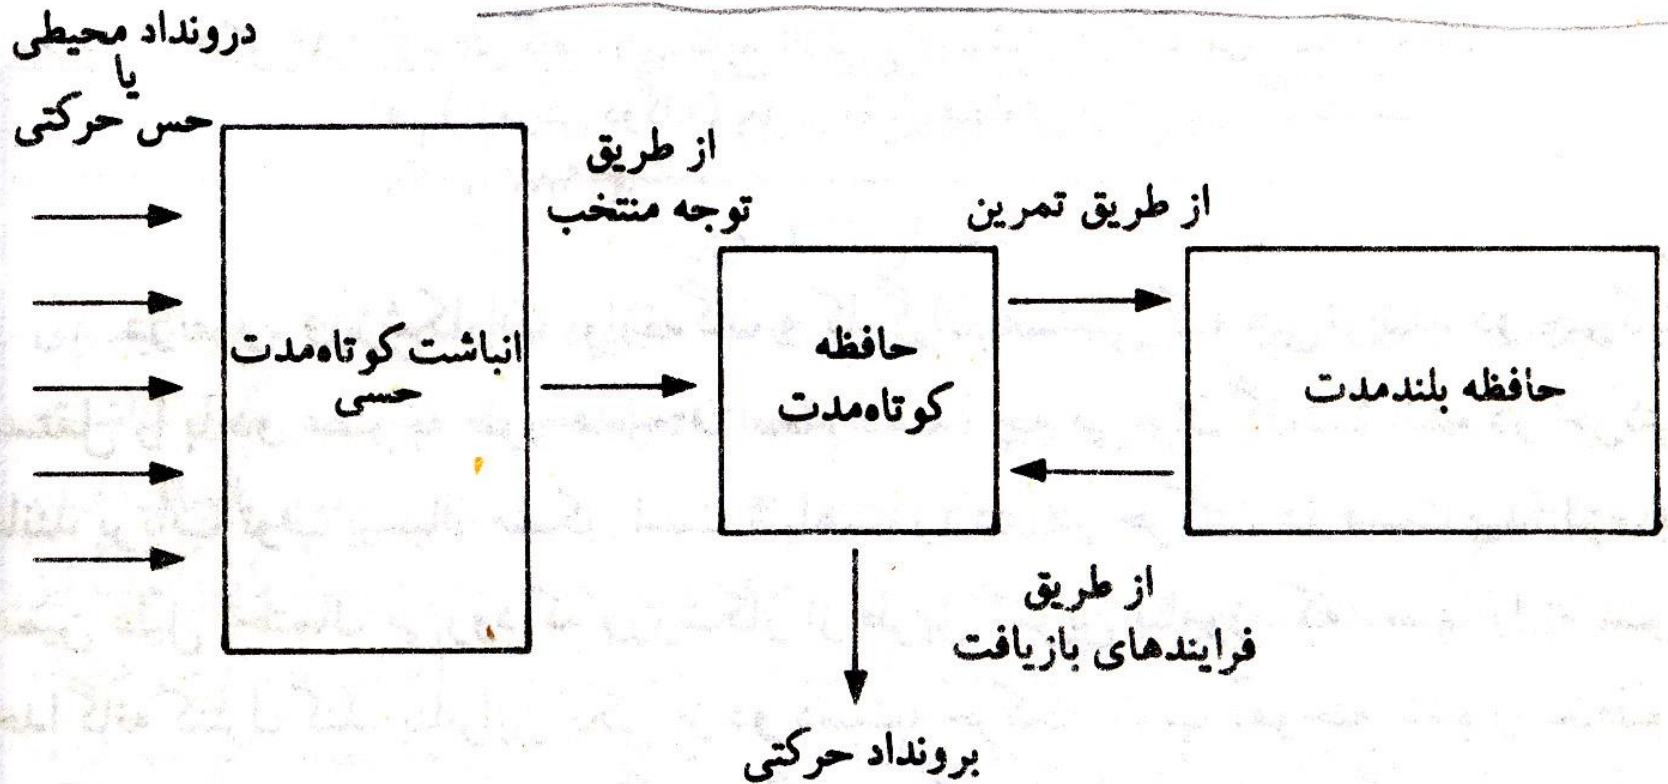 درونداد محیطی
یا
حس حرکتی
انباشت کوتاه‌مدت
حسی
از طریق
توجه منتخب
حافظه
کوتاه‌مدت
از طریق تمرین
حافظه بلندمدت
از طریق
فرایندهای بازیافت
برونداد حرکتی